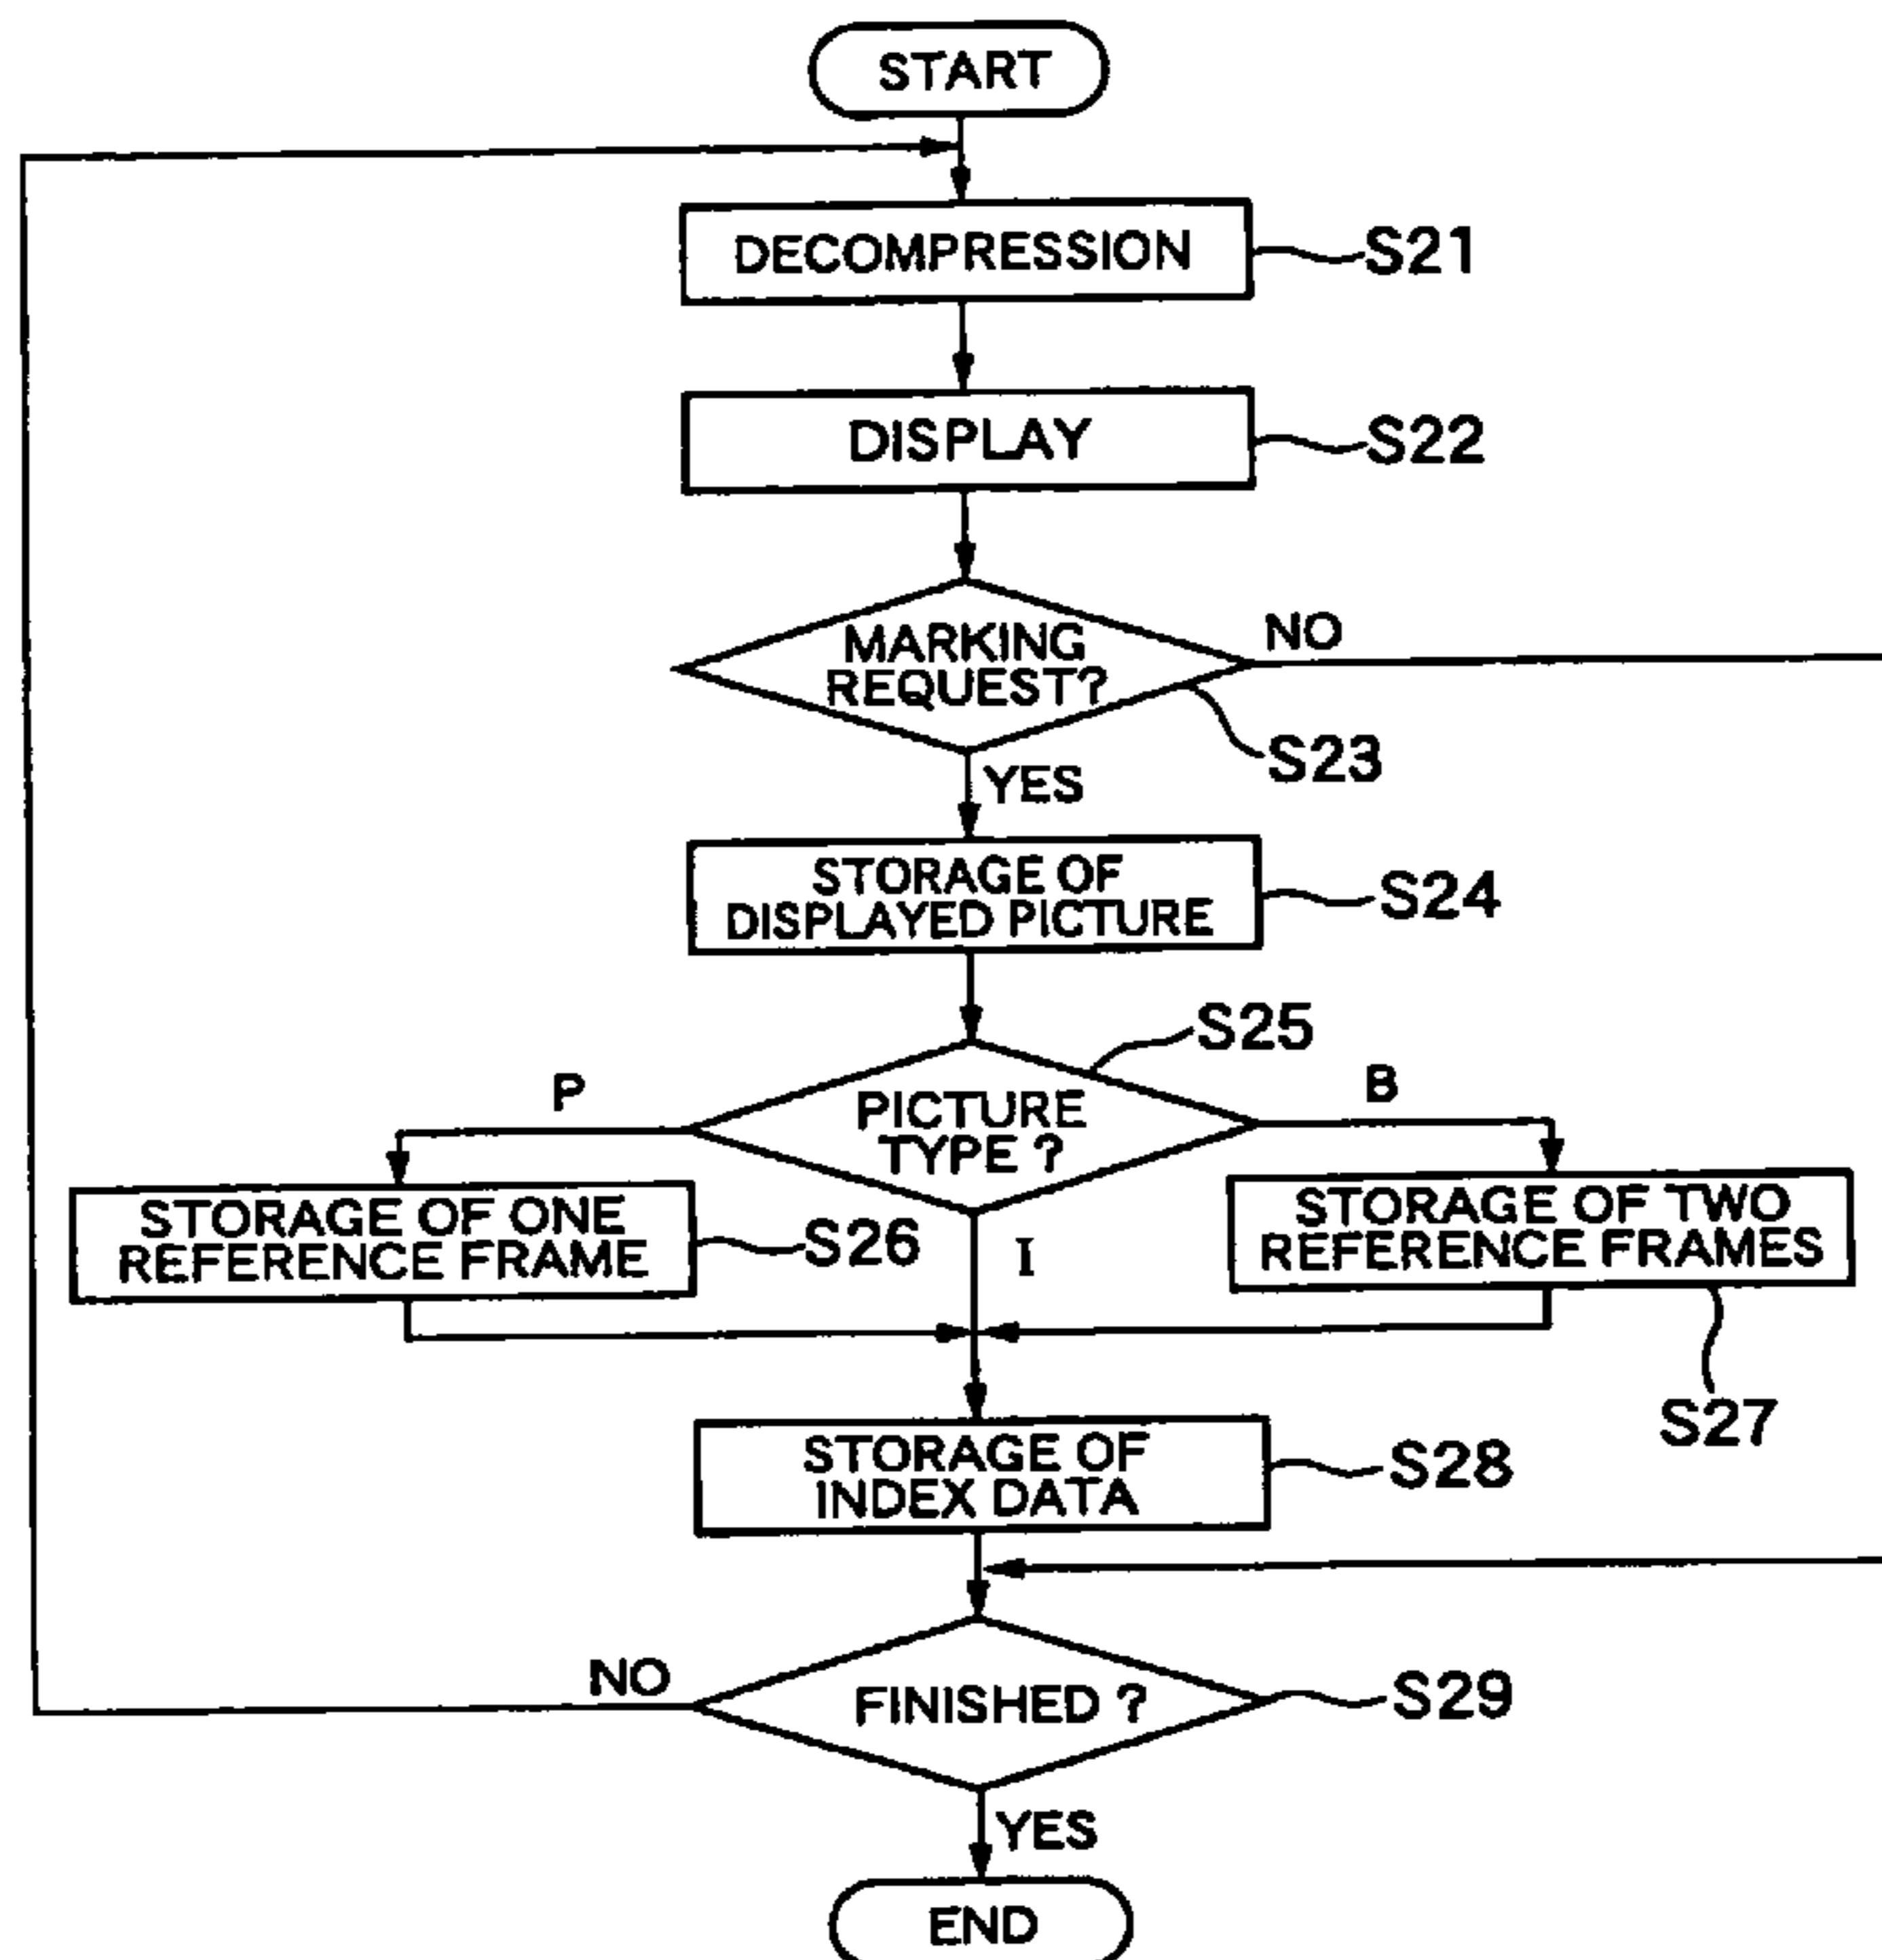 START
DECOMPRESSION
S21
DISPLAY
S22
MARKING
REQUEST?
NO
S23
YES
STORAGE OF
DISPLAYED PICTURE
S24
S25
P
PICTURE
TYPE ?
B
STORAGE OF ONE
REFERENCE FRAME
S26
I
STORAGE OF TWO
REFERENCE FRAMES
S27
STORAGE OF
INDEX DATA
S28
NO
FINISHED ?
S29
YES
END